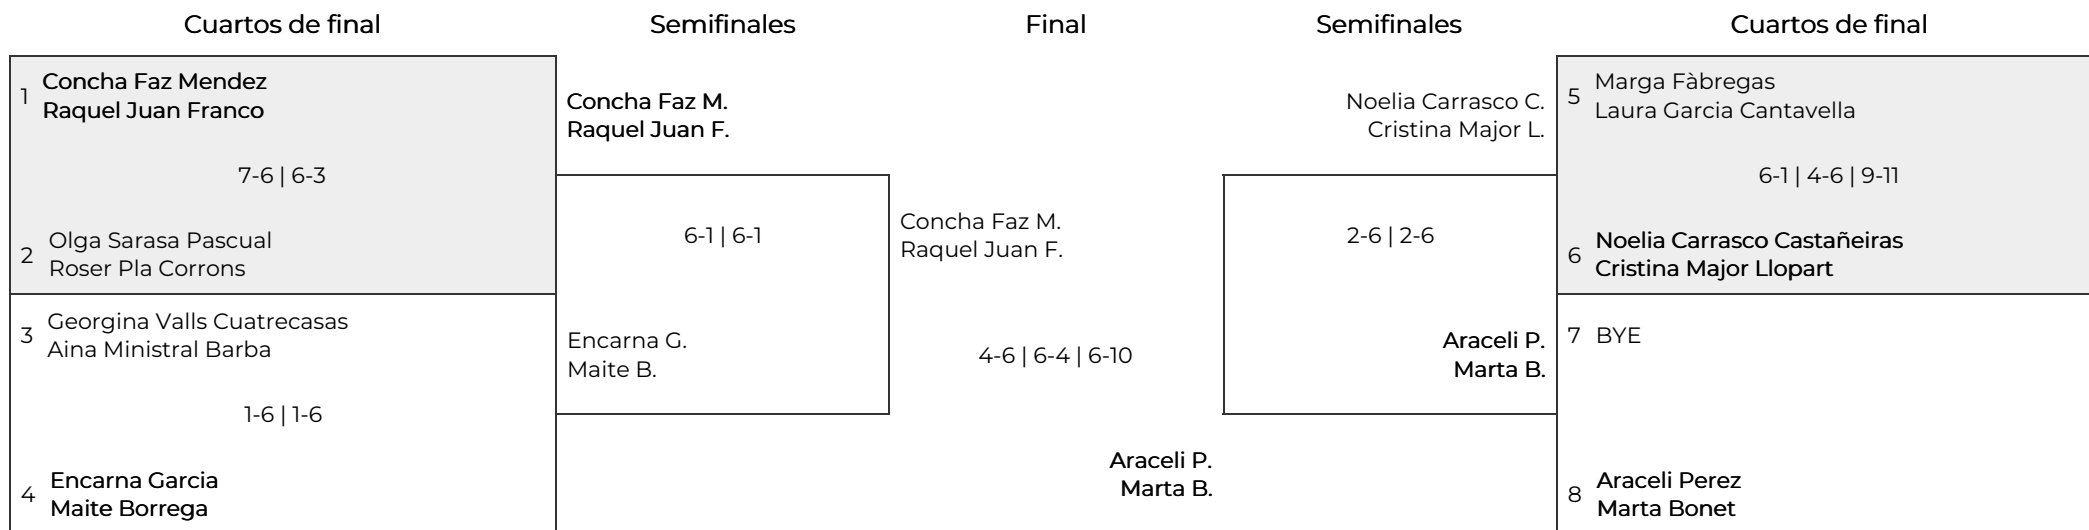 Cuartos de final
Semifinales
Final
Semifinales
Cuartos de final
1
Concha Faz Mendez
Raquel Juan Franco
7-6 | 6-3
2
Olga Sarasa Pascual
Roser Pla Corrons
3
Georgina Valls Cuatrecasas
Aina Ministral Barba
1-6 | 1-6
4
Encarna Garcia
Maite Borrega
Concha Faz M.
Raquel Juan F.
6-1 | 6-1
Encarna G.
Maite B.
Concha Faz M.
Raquel Juan F.
4-6 | 6-4 | 6-10
Araceli P.
Marta B.
Noelia Carrasco C.
Cristina Major L.
2-6 | 2-6
Araceli P.
Marta B.
5
Marga Fàbregas
Laura Garcia Cantavella
6-1 | 4-6 | 9-11
6
Noelia Carrasco Castañeiras
Cristina Major Llopart
7
BYE
8
Araceli Perez
Marta Bonet